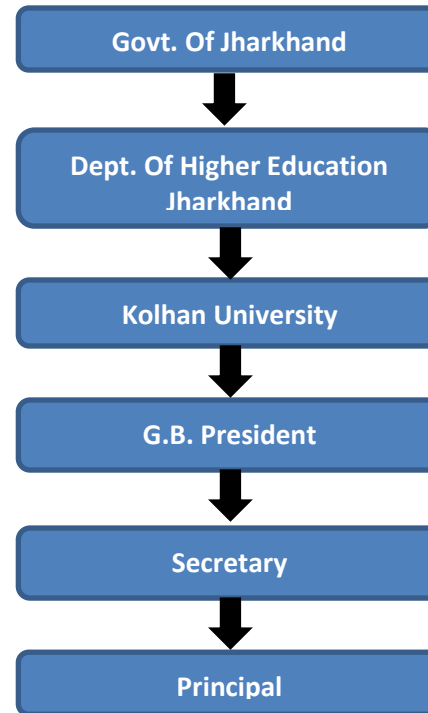 Govt. Of Jharkhand
Dept. Of Higher Education
Jharkhand
Kolhan University
G.B. President
Secretary
Principal